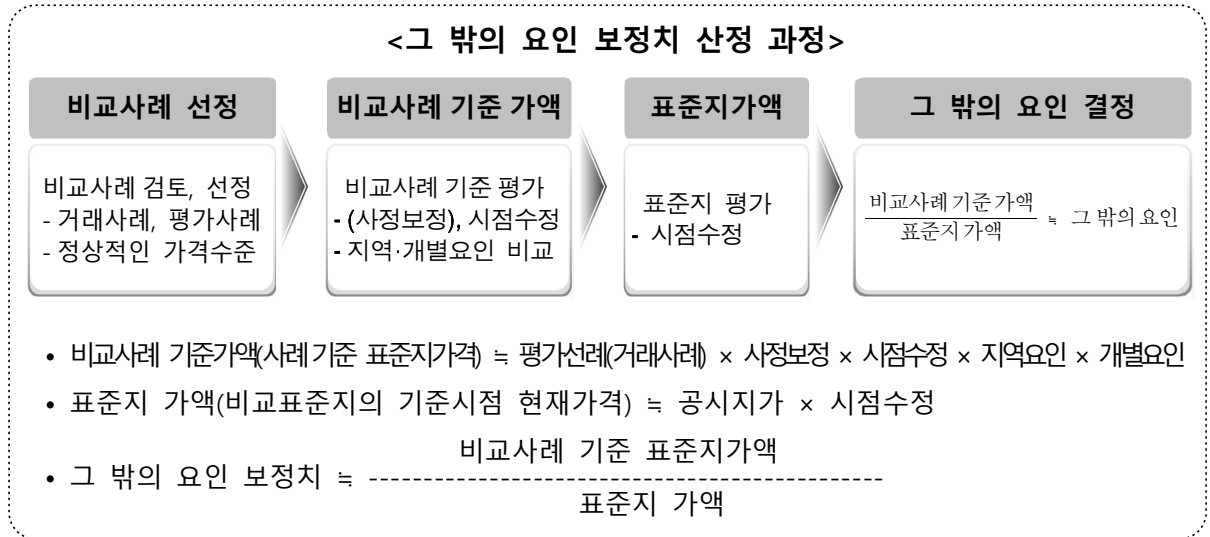 <그 밖의 요인 보정치 산정 과정>
비교사례 선정
비교사례 검토, 선정
- 거래사례, 평가사례
- 정상적인 가격수준
비교사례 기준 가액
비교사례 기준 평가
- (사정보정), 시점수정
- 지역·개별요인 비교
표준지가액
표준지 평가
- 시점수정
그 밖의 요인 결정
비교사례기준가액
표준지가액
≒ 그밖의요인
• 비교사례 기준가액(사례기준 표준지가격) ≒ 평가선례(거래사례) × 사정보정 × 시점수정 × 지역요인 × 개별요인
• 표준지 가액(비교표준지의 기준시점 현재가격) ≒ 공시지가 × 시점수정
비교사례 기준 표준지가액
• 그 밖의 요인 보정치 ≒ -----------------------------------------------
표준지 가액